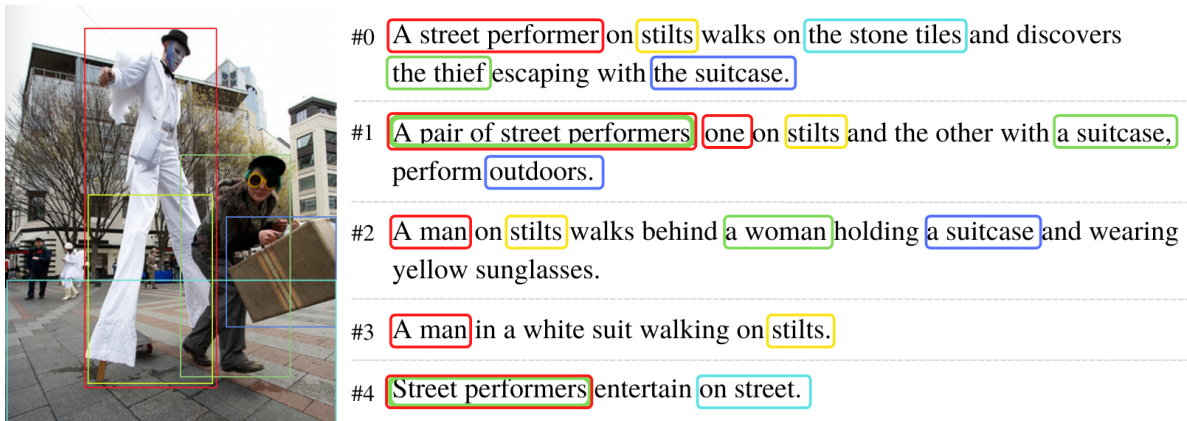 #0 A street performer on stilts walks on the stone tiles and discovers
the thief escaping with the suitcase.
#1 A pair of street performers one on stilts and the other with a suitcase,
perform outdoors.
#2 A man on stilts walks behind a woman holding a suitcase and wearing
yellow sunglasses.
#3 A man in a white suit walking on stilts.
#4 Street performers entertain on street.